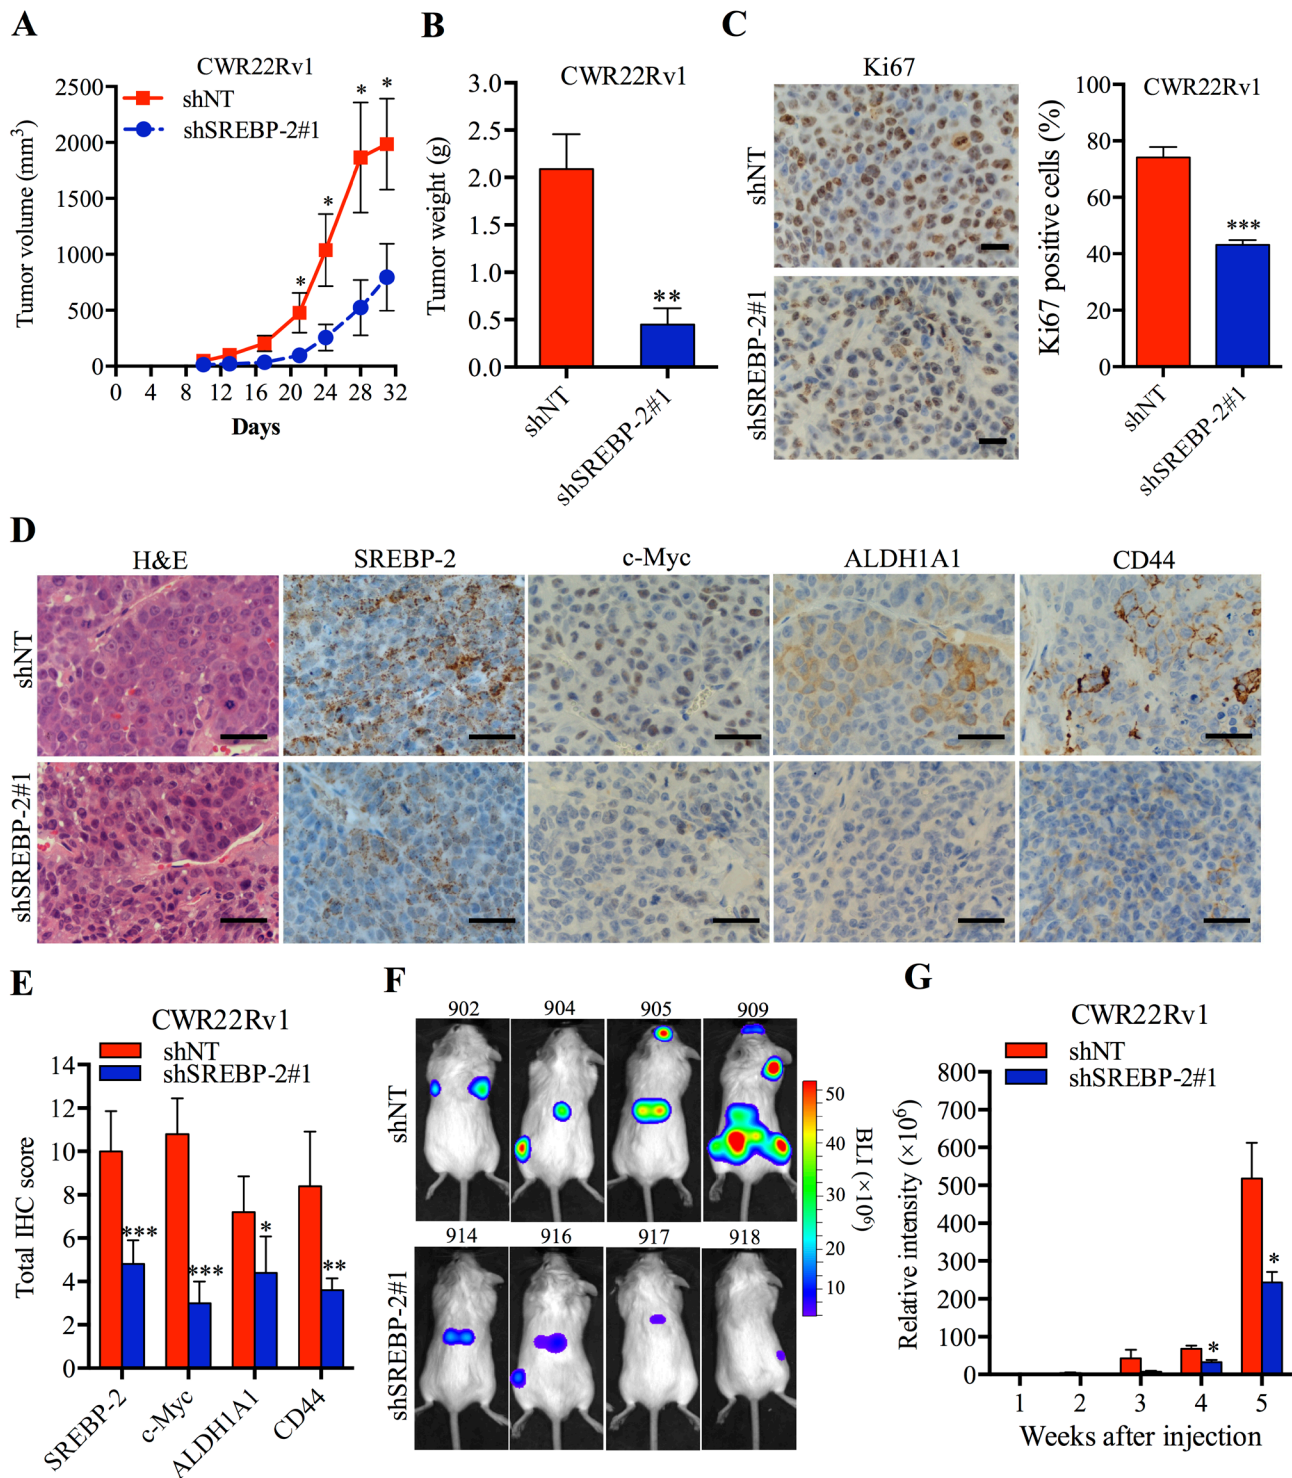 A
CWR22Rv1
shNT
shSREBP-2#1
Tumor volume (mm³)
2500
2000
1500
1000
500
0
* * * * *
0 4 8 12 16 20 24 28 32
Days
B
CWR22Rv1
Tumor weight (g)
3.0
2.5
2.0
1.5
1.0
0.5
0.0
**
shNT
shSREBP-2#1
C
Ki67
shNT
shSREBP-2#1
CWR22Rv1
Ki67 positive cells (%)
100
80
60
40
20
0
***
shNT
shSREBP-2#1
D
H&E SREBP-2 c-Myc ALDH1A1 CD44
shNT
shSREBP-2#1
E
CWR22Rv1
shNT
shSREBP-2#1
Total IHC score
14
12
10
8
6
4
2
0
*** *** * **
SREBP-2
c-Myc
ALDH1A1
CD44
F
902 904 905 909
shNT
914 916 917 918
shSREBP-2#1
50
40
30
20
10
BLI (×10⁶)
G
CWR22Rv1
shNT
shSREBP-2#1
Relative intensity (×10⁶)
800
700
600
500
400
300
200
100
0
* *
1 2 3 4 5
Weeks after injection